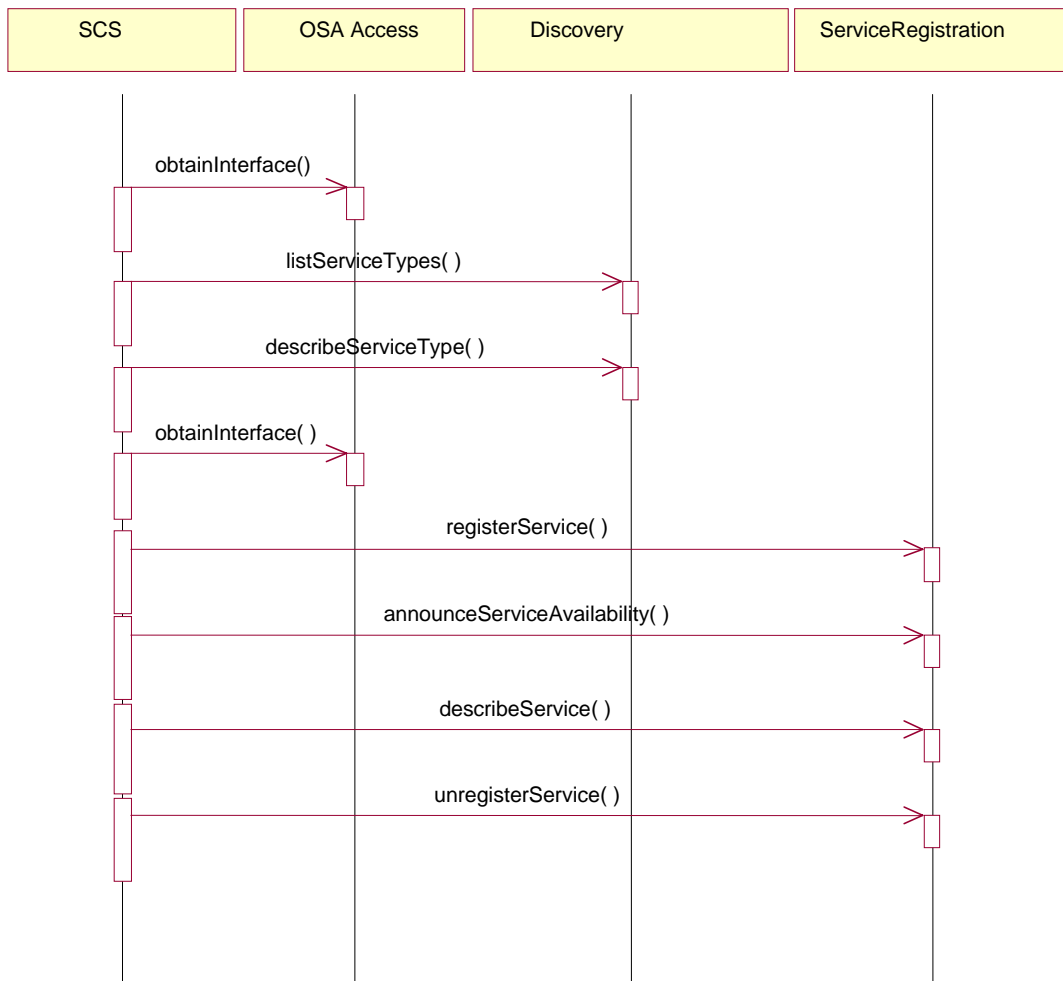 SCS
OSA Access
Discovery
ServiceRegistration
obtainInterface()
listServiceTypes( )
describeServiceType( )
obtainInterface( )
registerService( )
announceServiceAvailability( )
describeService( )
unregisterService( )